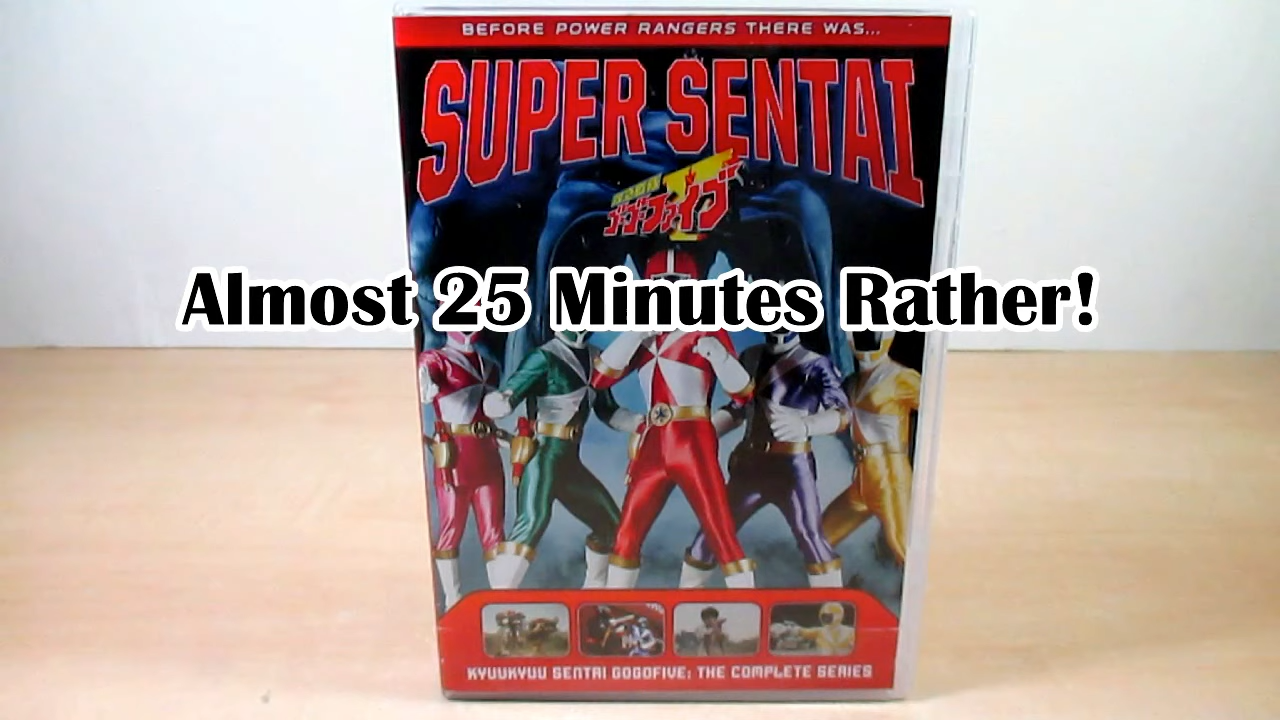 BEFORE POWER RANGERS THERE WAS...
SUPER SENTAI
ゴーゴーファイブ
Almost 25 Minutes Rather!
KYUUKYUU SENTAI GOGOFIVE: THE COMPLETE SERIES